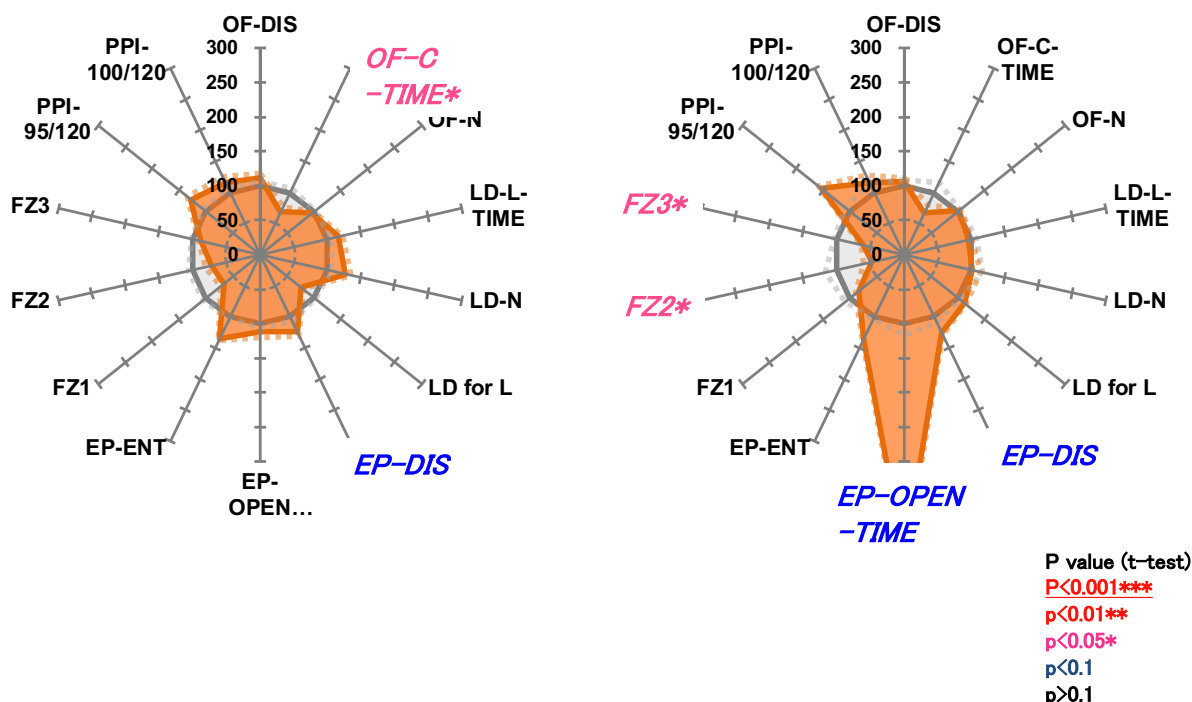 OF-DIS
300
250
200
150
100
50
0
PPI-
100/120
PPI-
95/120
FZ3
FZ2
FZ1
EP-ENT
EP-
OPEN…
EP-DIS
LD for L
LD-N
LD-L-
TIME
OF-N
OF-C
-TIME*
OF-DIS
300
250
200
150
100
50
0
PPI-
100/120
PPI-
95/120
FZ3*
FZ2*
FZ1
EP-ENT
EP-OPEN
-TIME
EP-DIS
LD for L
LD-N
LD-L-
TIME
OF-N
OF-C-
TIME
P value (t-test)
P<0.001***
p<0.01**
p<0.05*
p<0.1
p>0.1